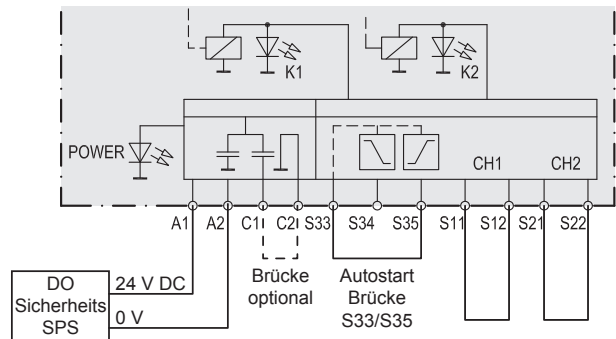 K1 K2
POWER
CH1 CH2
A1 A2 C1 C2 S33 S34 S35 S11 S12 S21 S22
DO
Sicherheits
SPS
24 V DC
0 V
Brücke
optional
Autostart
Brücke
S33/S35